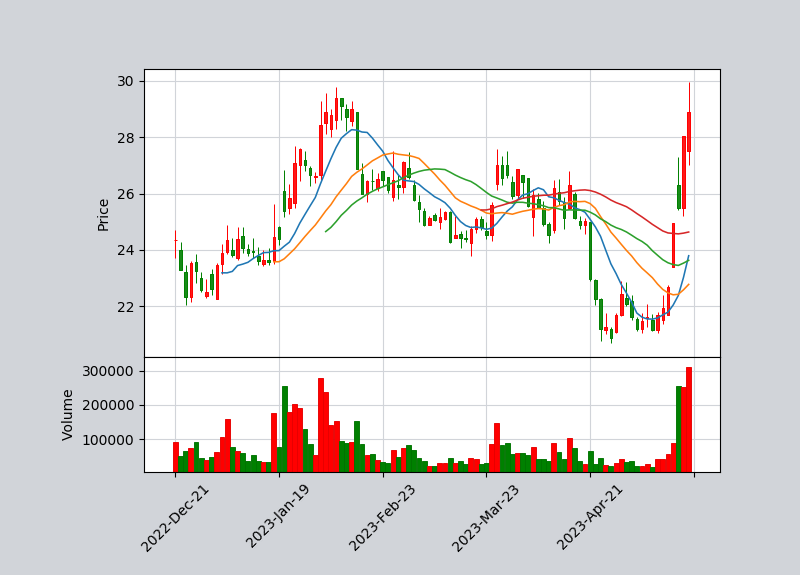 30
28
26
24
22
Price
300000
200000
100000
Volume
2022-Dec-21
2023-Jan-19
2023-Feb-23
2023-Mar-23
2023-Apr-21